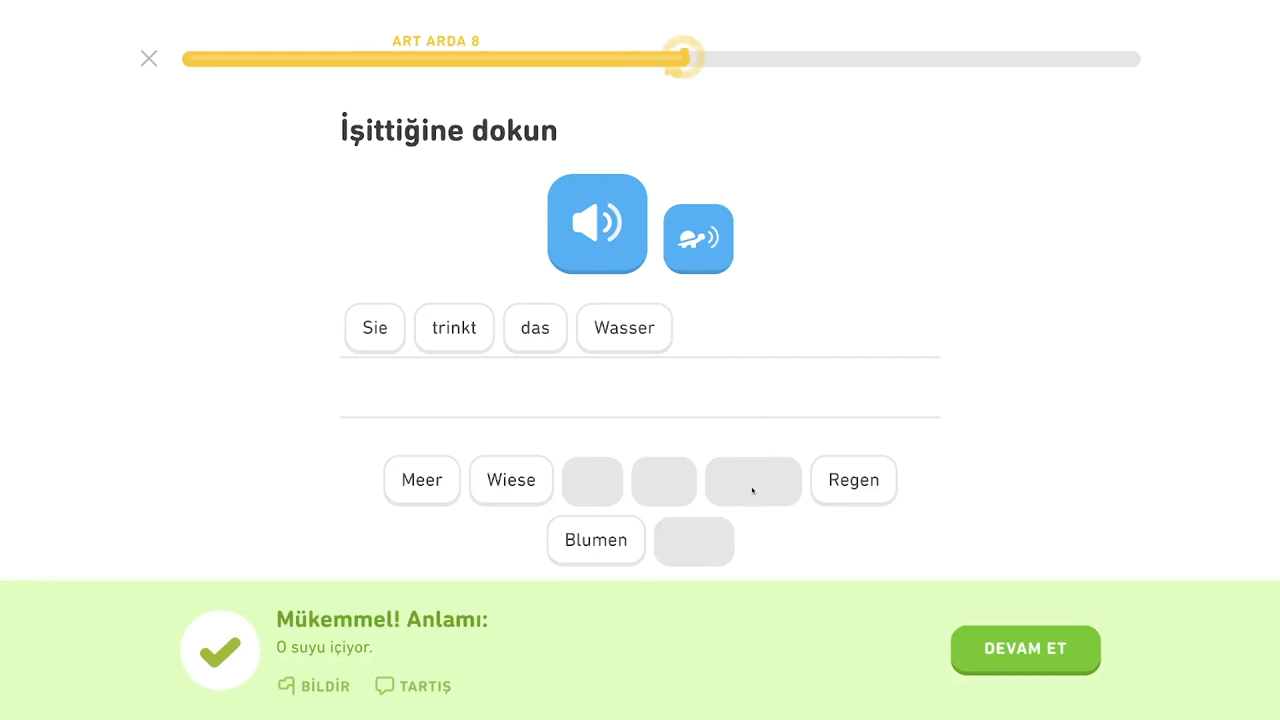 ART ARDA 8
İşittiğine dokun
Sie trinkt das Wasser
Meer Wiese Regen
Blumen
Mükemmel! Anlamı:
O suyu içiyor.
DEVAM ET
BİLDİR TARTIŞ